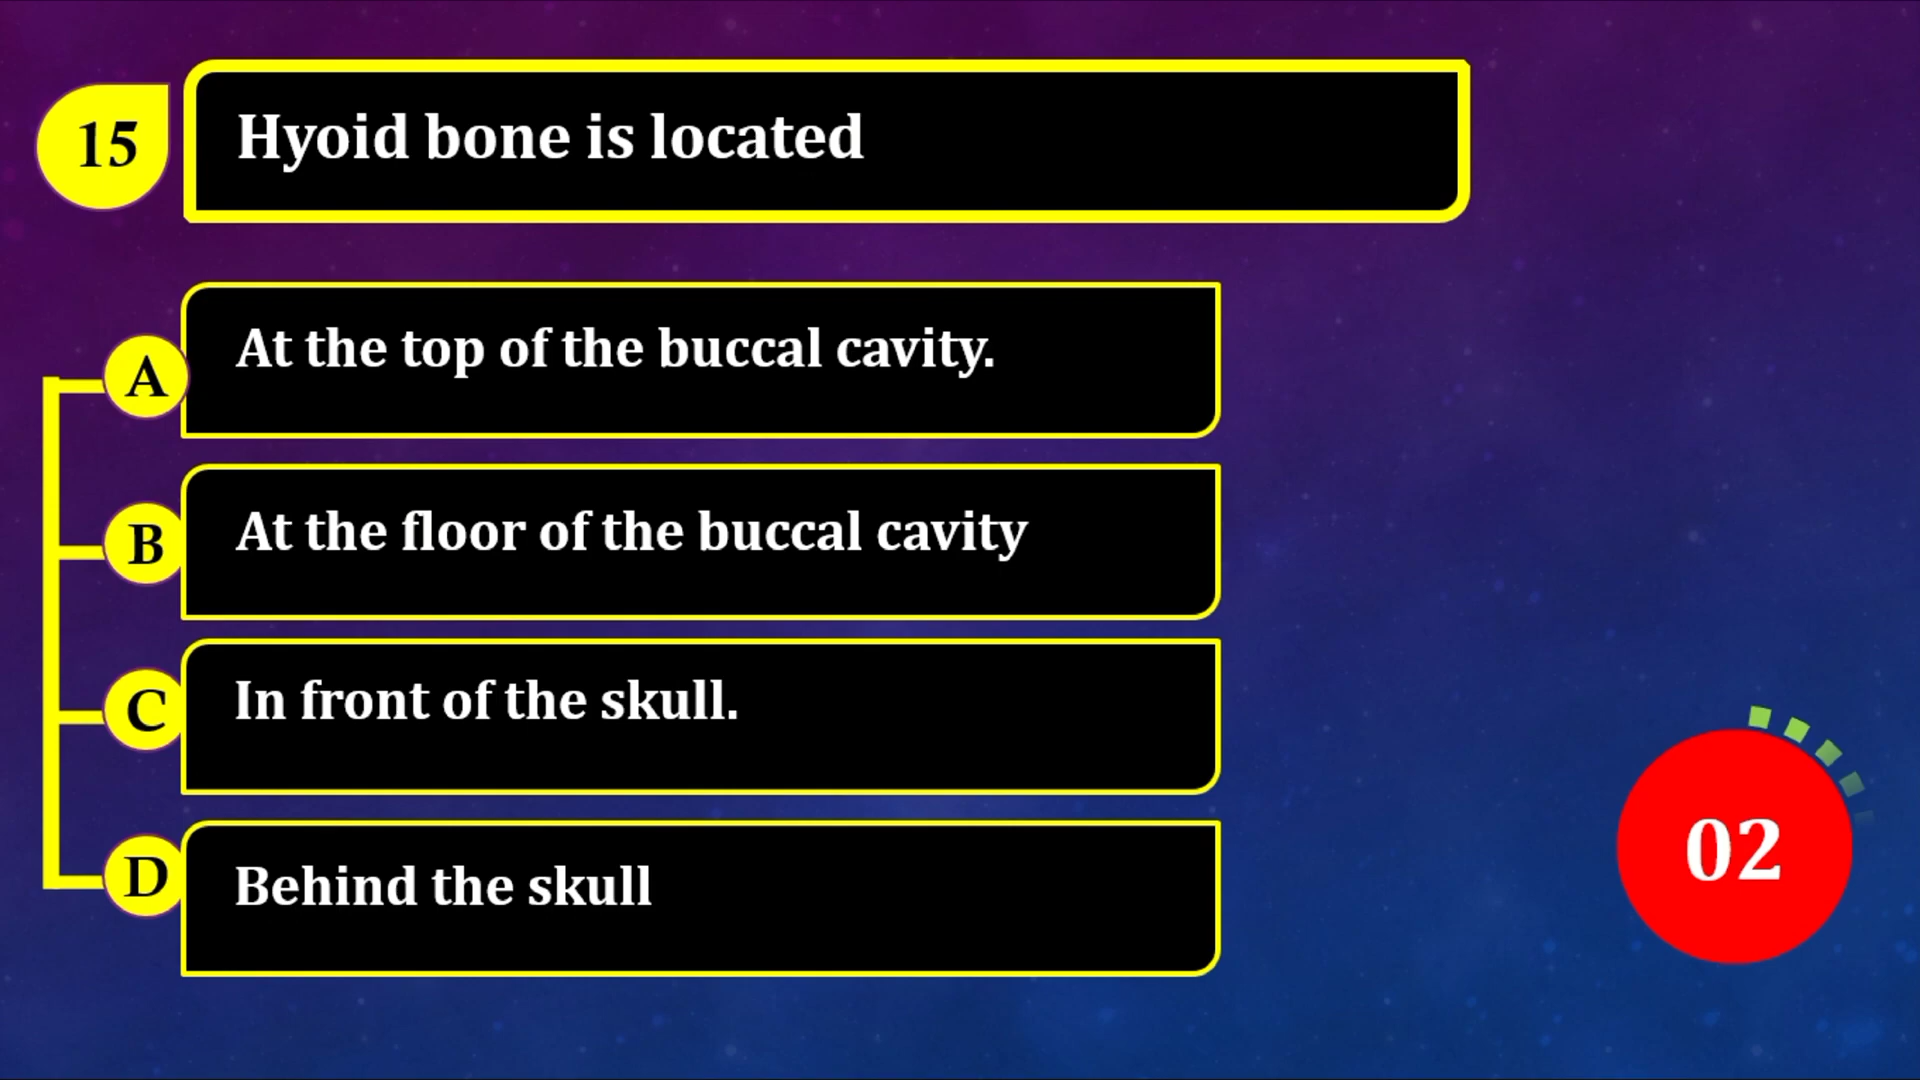 15
Hyoid bone is located
A
At the top of the buccal cavity.
B
At the floor of the buccal cavity
C
In front of the skull.
D
Behind the skull
02